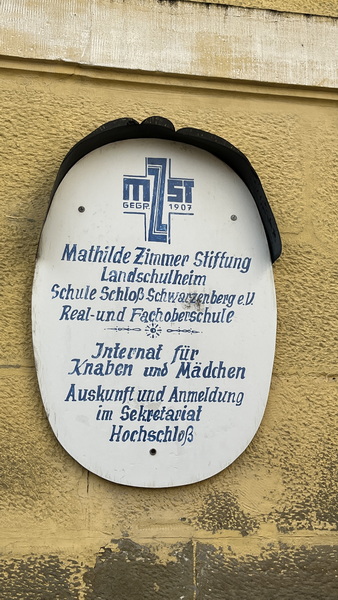 MZST
GEGR. 1907
Mathilde Zimmer Stiftung
Landschulheim
Schule Schloß Schwarzenberg e.V.
Real- und Fachoberschule
Internat für
Knaben und Mädchen
Auskunft und Anmeldung
im Sekretariat
Hochschloß